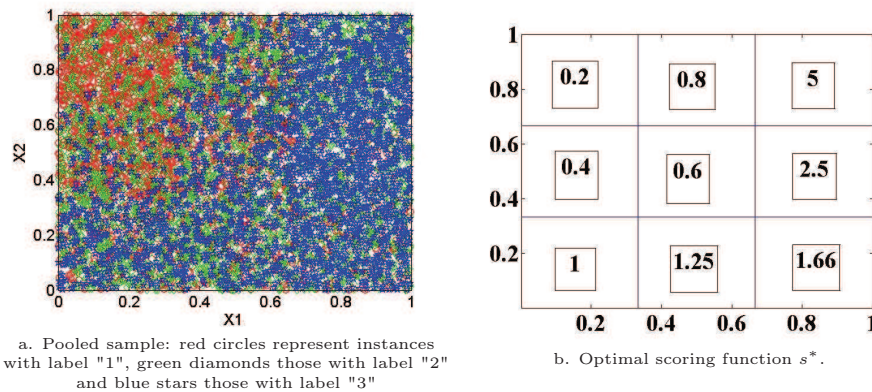 1
0.8
0.6
0.4
0.2
0
0
0.2
0.4
0.6
0.8
1
X2
X1
a. Pooled sample: red circles represent instances
with label "1", green diamonds those with label "2"
and blue stars those with label "3"
1
0.8
0.6
0.4
0.2
0.2 0.8 5
0.4 0.6 2.5
1 1.25 1.66
0.2 0.4 0.6 0.8 1
b. Optimal scoring function s*.